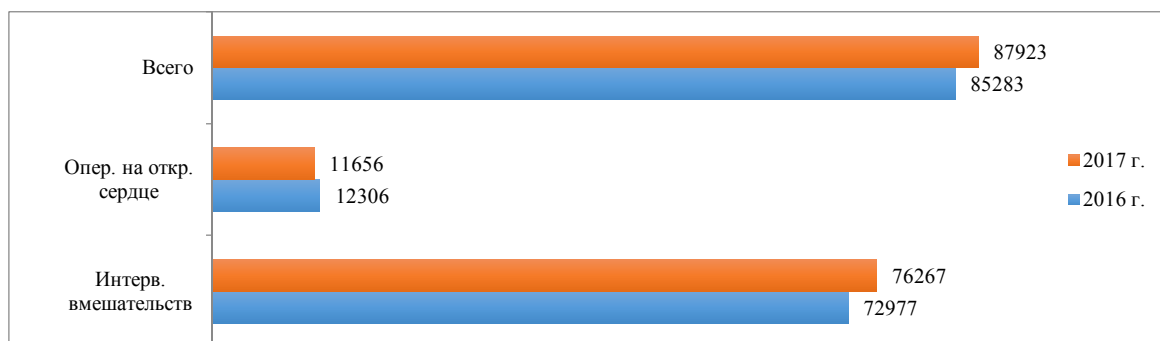 Всего
87923
85283
Опер. на откр.
сердце
11656
12306
2017 г.
2016 г.
Интерв.
вмешательств
76267
72977